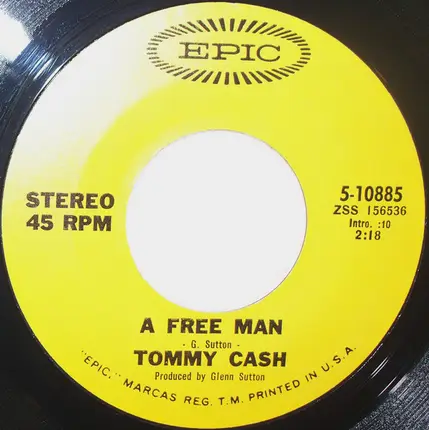 EPIC
STEREO
45 RPM
5-10885
ZSS 156536
Intro. :10
2:18
A FREE MAN
- G. Sutton -
TOMMY CASH
Produced by Glenn Sutton
"EPIC," MARCAS REG. T.M. PRINTED IN U.S.A.